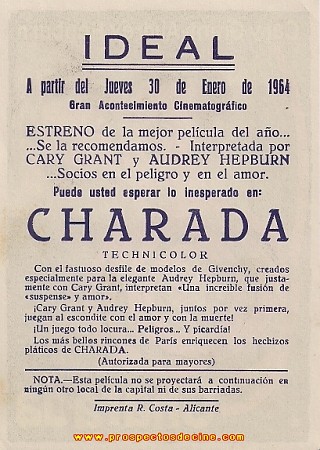 IDEAL
A partir del Jueves 30 de Enero de 1964
Gran Acontecimiento Cinematográfico
ESTRENO de la mejor película del año...
...Se la recomendamos. - Interpretada por
CARY GRANT y AUDREY HEPBURN
...Socios en el peligro y en el amor.
Puede usted esperar lo inesperado en:
CHARADA
TECHNICOLOR
Con el fastuoso desfile de modelos de Givenchy, creados
especialmente para la elegante Audrey Hepburn, que justa-
mente con Cary Grant, interpretan «Una increíble fusión de
«suspense» y amor».
¡Cary Grant y Audrey Hepburn, juntos por vez primera,
juegan al escondite con el amor y con la muerte!
¡Un juego todo locura... Peligros... Y picardía!
Los más bellos rincones de París enriquecen los hechizos
pláticos de CHARADA.
(Autorizada para mayores)
NOTA.—Esta película no se proyectará a continuación en
ningún otro local de la capital ni de sus barriadas.
Imprenta R. Costa - Alicante
www.prospectosdecine.com